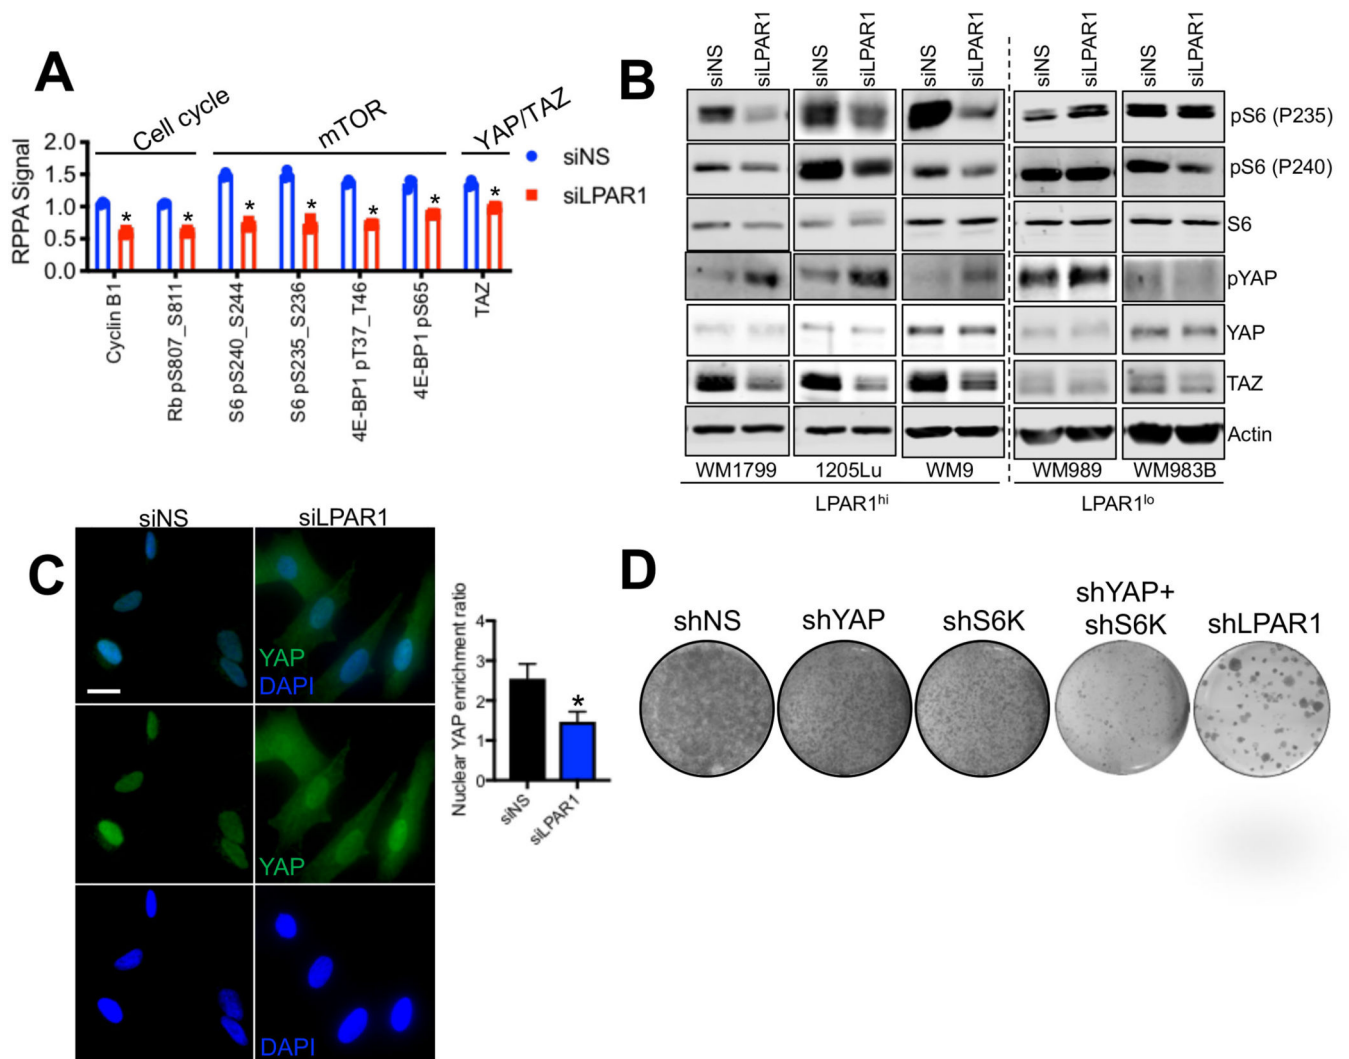 A
Cell cycle
mTOR
YAP/TAZ
RPPA Signal
2.0
1.5
1.0
0.5
0.0
siNS
siLPAR1
* * * * * * *
Cyclin B1
Rb pS807_S811
S6 pS240_S244
S6 pS235_S236
4E-BP1 pT37_T46
4E-BP1 pS65
TAZ
B
siNS siLPAR1 siNS siLPAR1 siNS siLPAR1 siNS siLPAR1 siNS siLPAR1
pS6 (P235)
pS6 (P240)
S6
pYAP
YAP
TAZ
Actin
WM1799 1205Lu WM9 WM989 WM983B
LPAR1hi LPAR1lo
C
siNS siLPAR1
YAP
DAPI
YAP
DAPI
Nuclear YAP enrichment ratio
4
3
2
1
0
*
siNS
siLPAR1
D
shNS
shYAP
shS6K
shYAP+
shS6K
shLPAR1